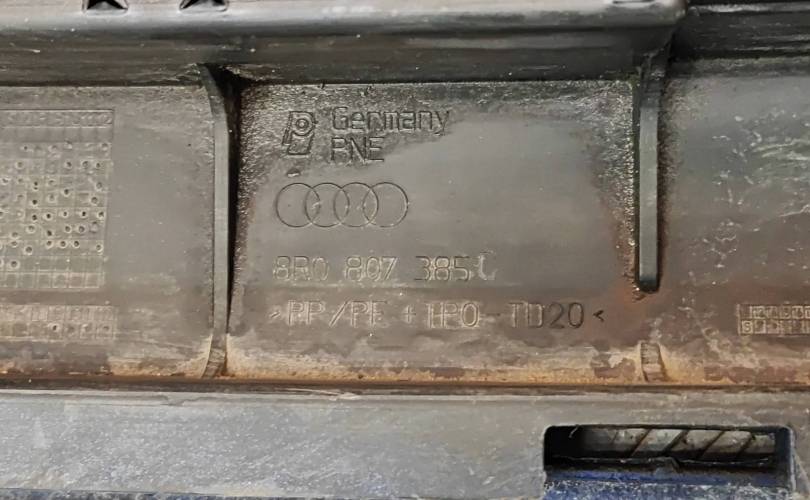 Germany
PNE
8R0 807 385 C
>PP/PE + TPO-TD20<